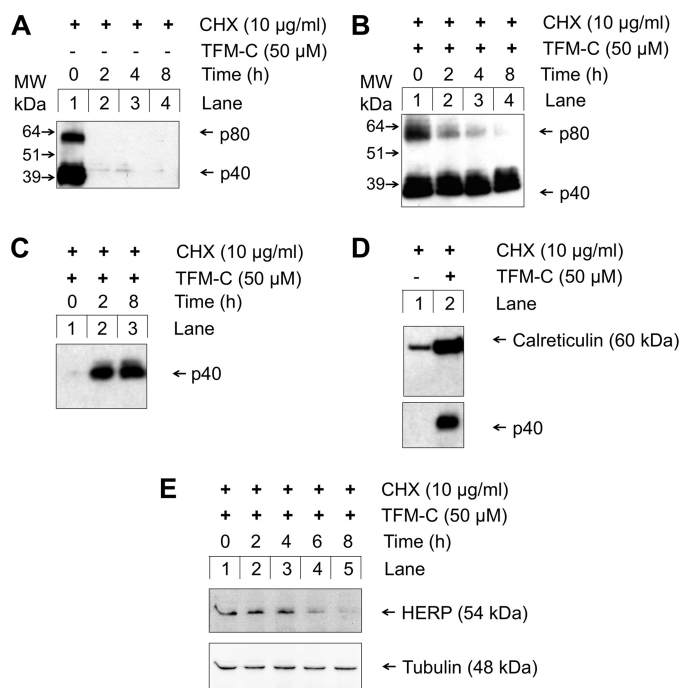 A
+ + + + CHX (10 µg/ml)
- - - - TFM-C (50 µM)
0 2 4 8 Time (h)
MW
kDa 1 2 3 4 Lane
64→ ← p80
51→
39→ ← p40
B
+ + + + CHX (10 µg/ml)
+ + + + TFM-C (50 µM)
0 2 4 8 Time (h)
MW
kDa 1 2 3 4 Lane
64→ ← p80
51→
39→ ← p40
C
+ + + CHX (10 µg/ml)
+ + + TFM-C (50 µM)
0 2 8 Time (h)
1 2 3 Lane
← p40
D
+ + CHX (10 µg/ml)
- + TFM-C (50 µM)
1 2 Lane
← Calreticulin (60 kDa)
← p40
E
+ + + + + CHX (10 µg/ml)
+ + + + + TFM-C (50 µM)
0 2 4 6 8 Time (h)
1 2 3 4 5 Lane
← HERP (54 kDa)
← Tubulin (48 kDa)